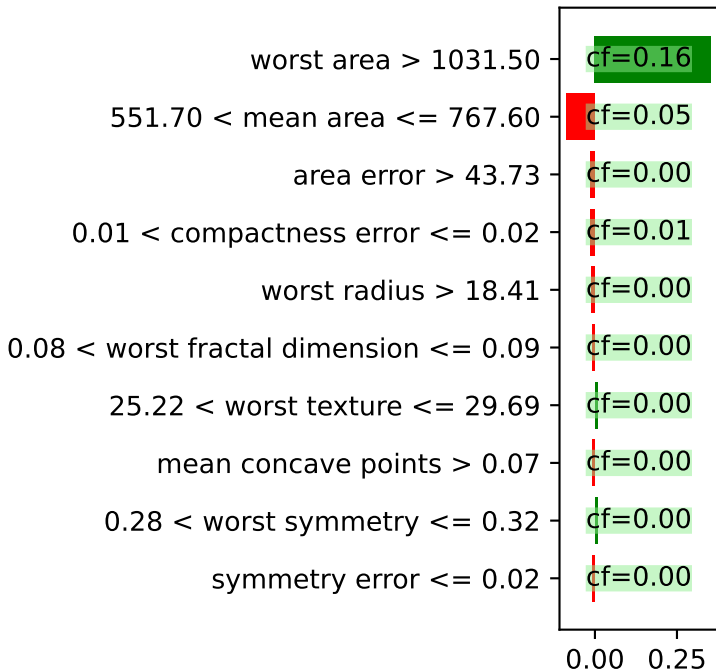 worst area > 1031.50 cf=0.16
551.70 < mean area <= 767.60 cf=0.05
area error > 43.73 cf=0.00
0.01 < compactness error <= 0.02 cf=0.01
worst radius > 18.41 cf=0.00
0.08 < worst fractal dimension <= 0.09 cf=0.00
25.22 < worst texture <= 29.69 cf=0.00
mean concave points > 0.07 cf=0.00
0.28 < worst symmetry <= 0.32 cf=0.00
symmetry error <= 0.02 cf=0.00
0.00 0.25